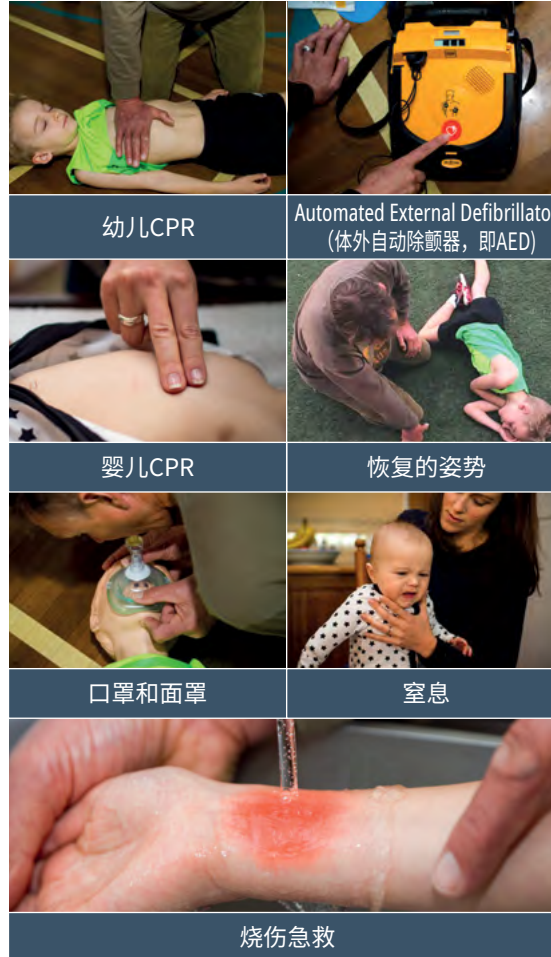 幼儿CPR
Automated External Defibrillato
（体外自动除颤器，即AED)
婴儿CPR
恢复的姿势
口罩和面罩
窒息
烧伤急救